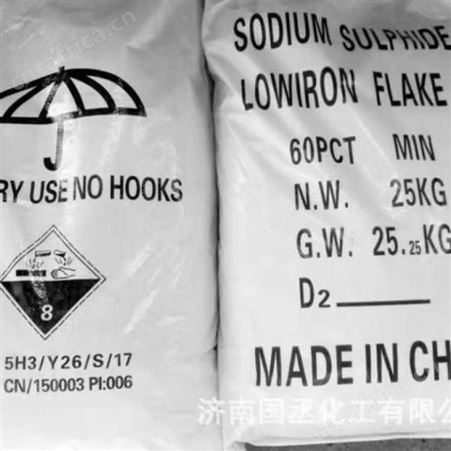 RY USE NO HOOKS
8
5H3/Y26/S/17
CN/150003 PI:006
SODIUM SULPHIDE
LOWIRON FLAKE
60PCT MIN
N.W. 25KG
G.W. 25.25KG
D2
MADE IN CH
济南国丞化工有限公